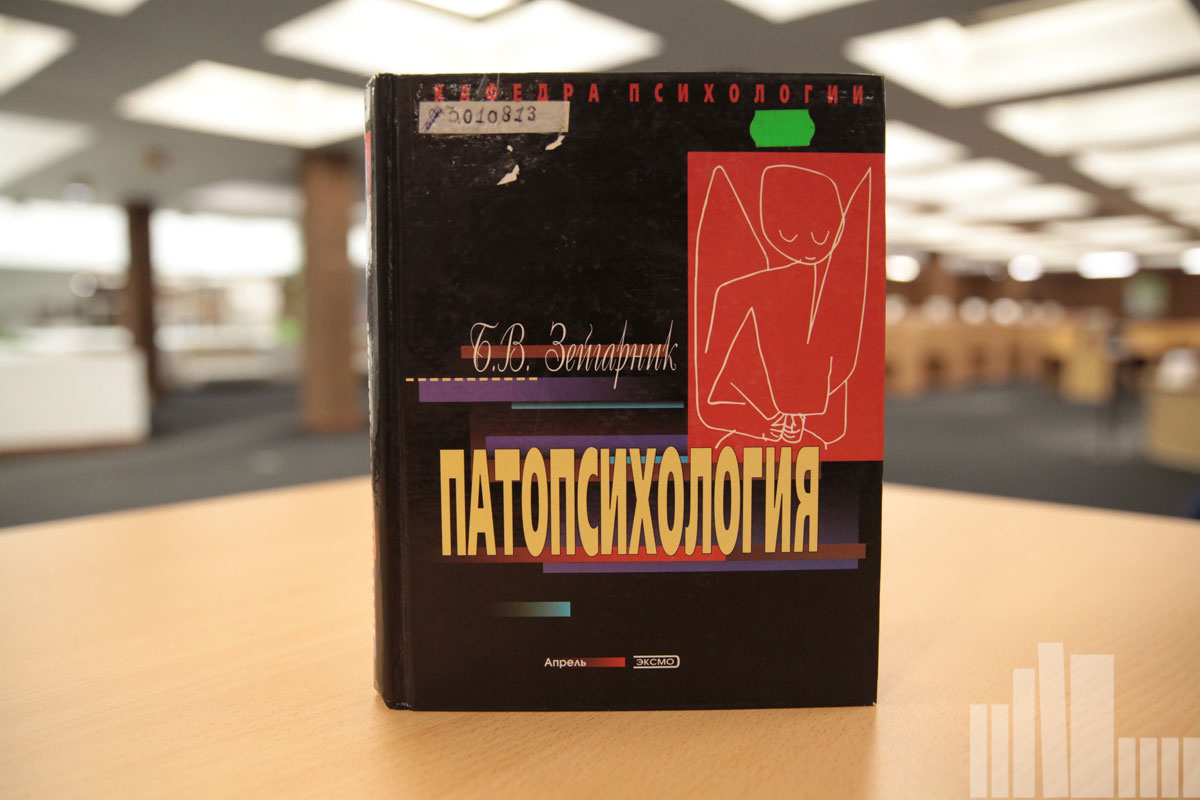 КАФЕДРА ПСИХОЛОГИИ
3010813
Б.В. Зейгарник
ПАТОПСИХОЛОГИЯ
Апрель ЭКСМО